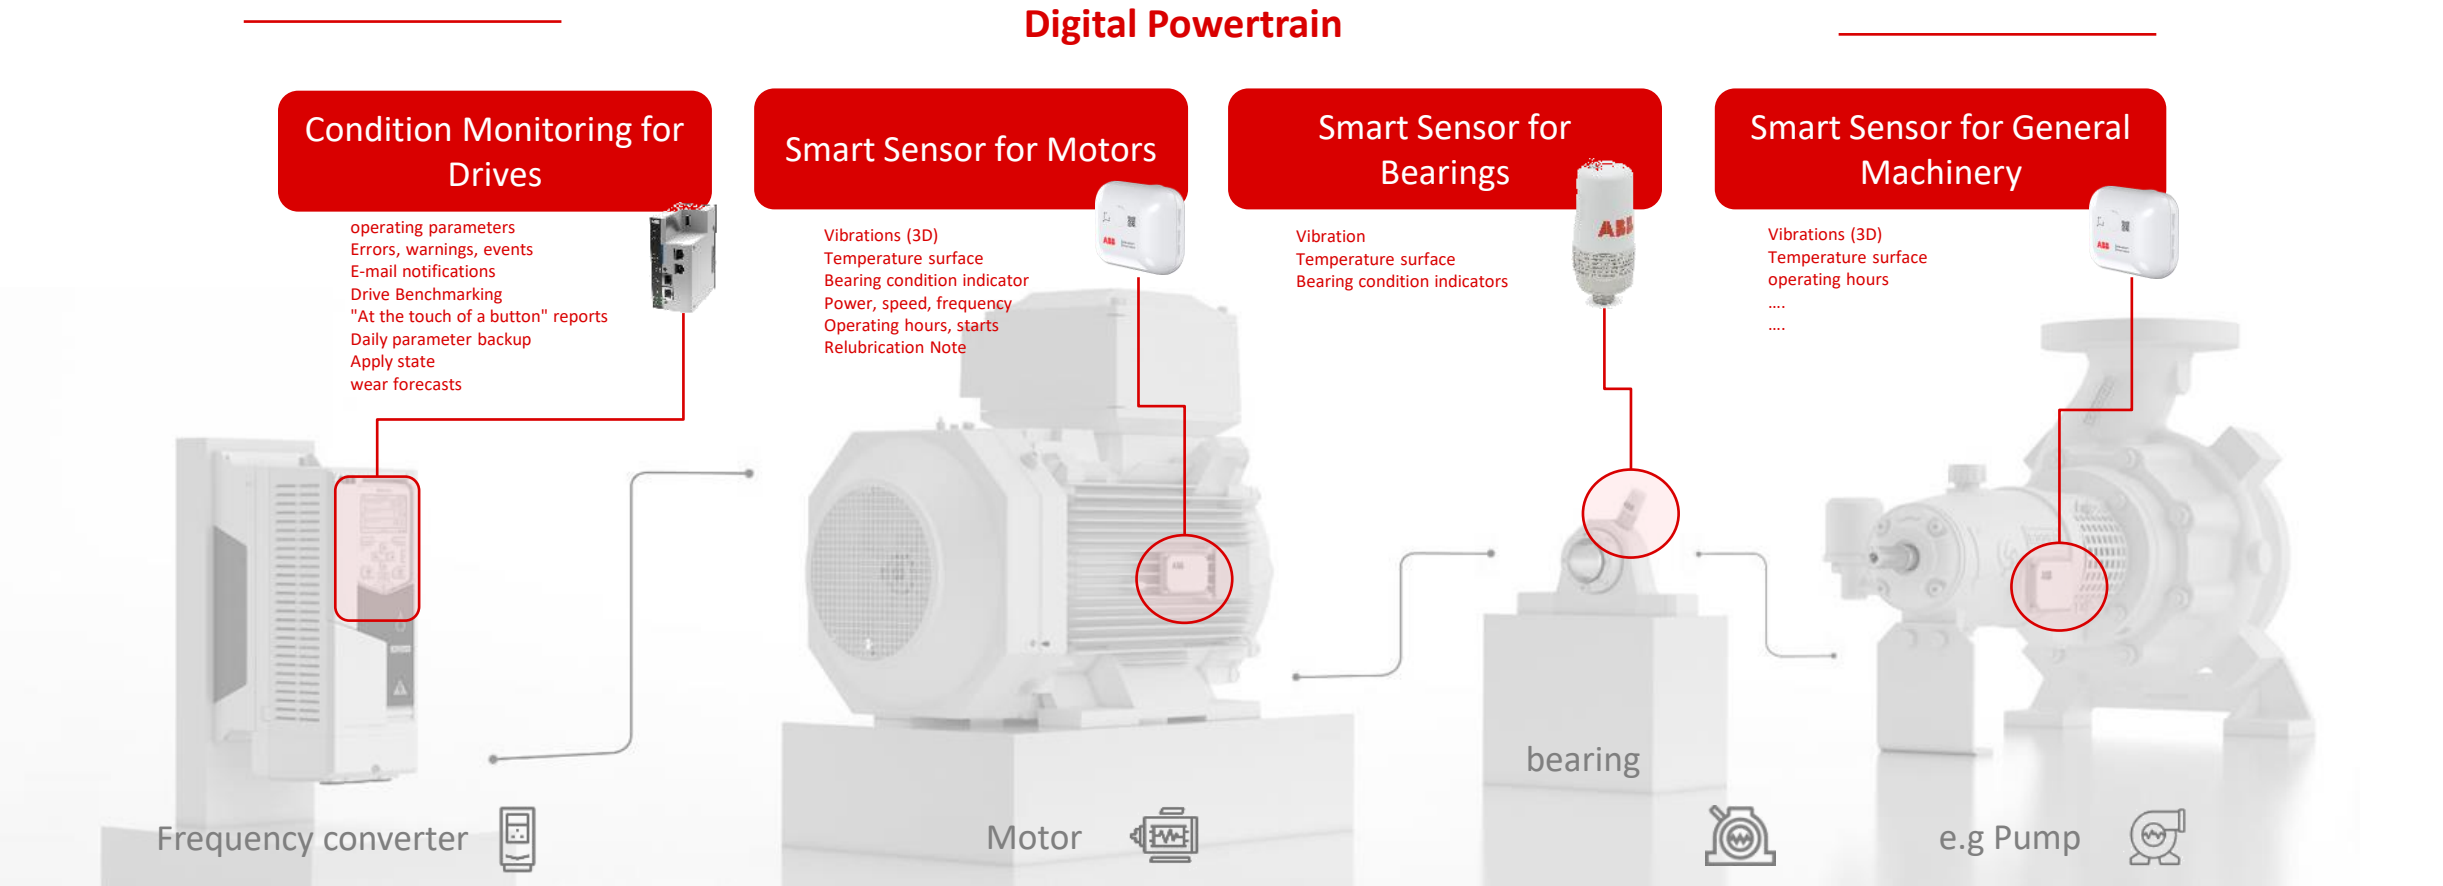 Digital Powertrain
Condition Monitoring for
Drives
operating parameters
Errors, warnings, events
E-mail notifications
Drive Benchmarking
"At the touch of a button" reports
Daily parameter backup
Apply state
wear forecasts
Smart Sensor for Motors
ABB
Vibrations (3D)
Temperature surface
Bearing condition indicator
Power, speed, frequency
Operating hours, starts
Relubrication Note
Smart Sensor for
Bearings
ABB
Vibration
Temperature surface
Bearing condition indicators
Smart Sensor for General
Machinery
ABB
Vibrations (3D)
Temperature surface
operating hours
....
....
Frequency converter
Motor
bearing
e.g Pump